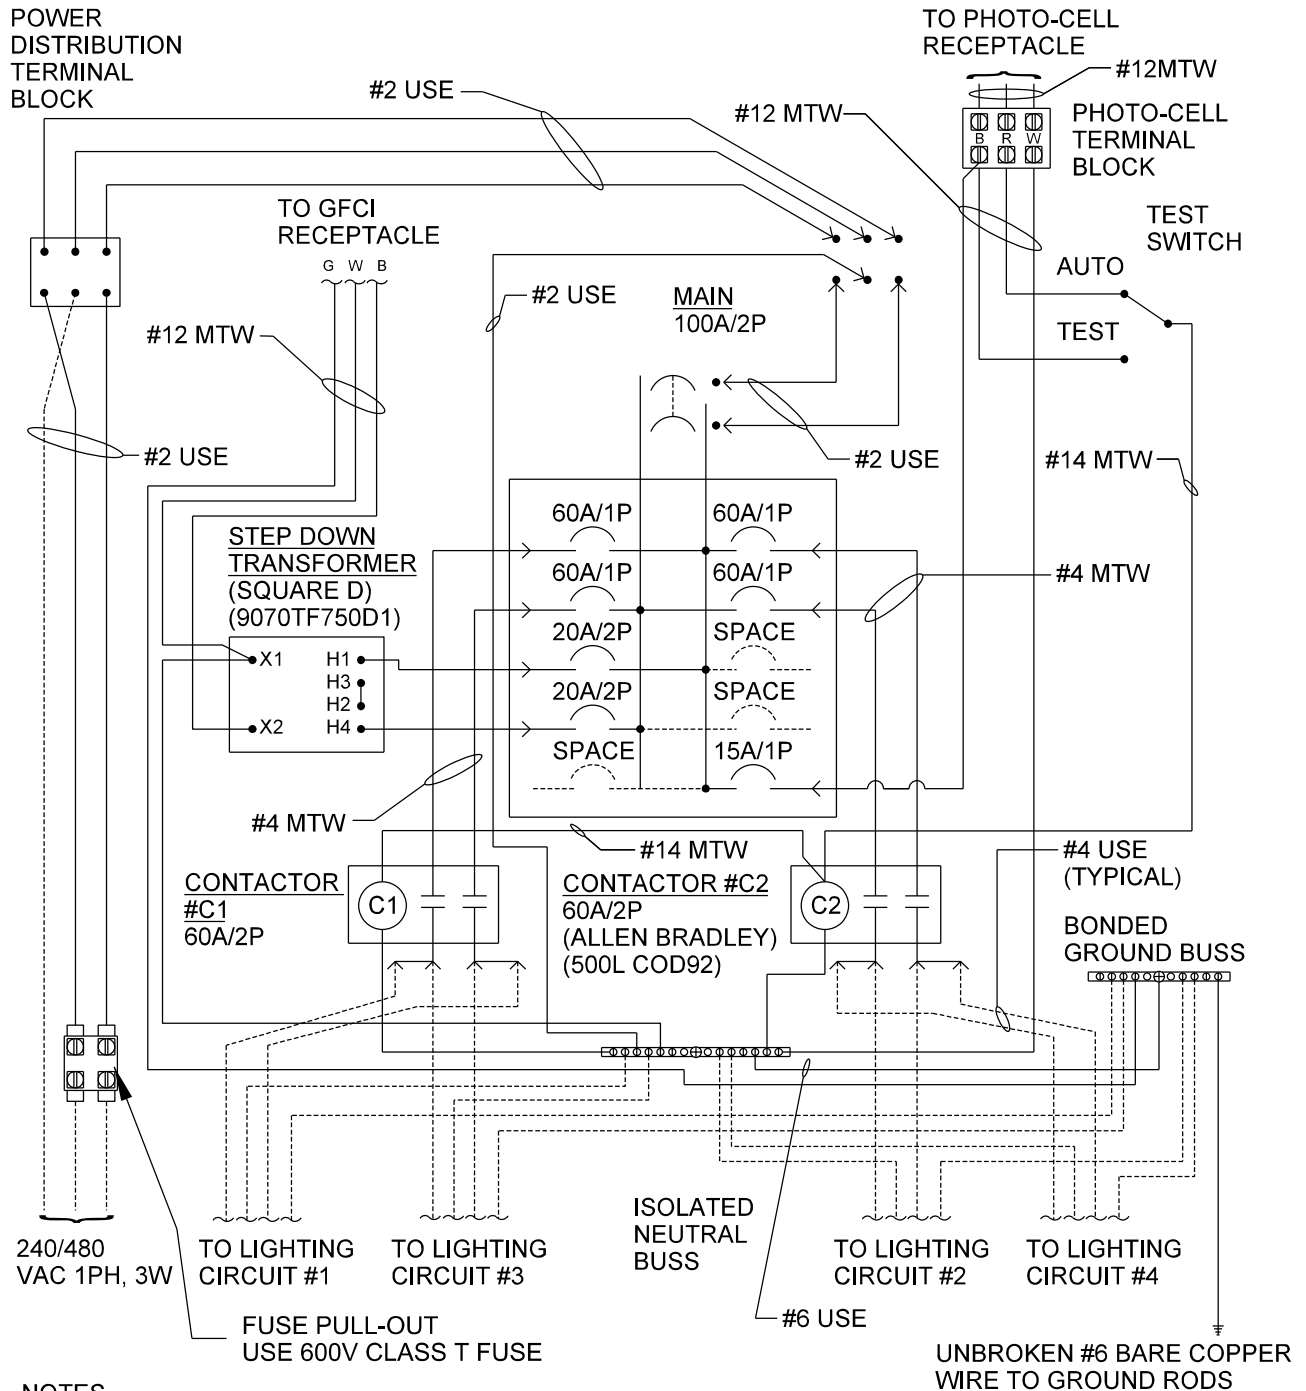 POWER
DISTRIBUTION
TERMINAL
BLOCK
#2 USE
TO PHOTO-CELL
RECEPTACLE
#12MTW
#12 MTW
PHOTO-CELL
TERMINAL
BLOCK
B R W
TO GFCI
RECEPTACLE
G W B
TEST
SWITCH
AUTO
TEST
#2 USE
MAIN
100A/2P
#12 MTW
#2 USE
#2 USE
#14 MTW
STEP DOWN
TRANSFORMER
(SQUARE D)
(9070TF750D1)
X1 H1
H3
H2
X2 H4
60A/1P 60A/1P
60A/1P 60A/1P
20A/2P SPACE
20A/2P SPACE
SPACE 15A/1P
#4 MTW
#4 MTW
#14 MTW
#4 USE
(TYPICAL)
CONTACTOR
#C1
60A/2P
C1
CONTACTOR #C2
60A/2P
(ALLEN BRADLEY)
(500L COD92)
C2
BONDED
GROUND BUSS
ISOLATED
NEUTRAL
BUSS
240/480
VAC 1PH, 3W
TO LIGHTING
CIRCUIT #1
TO LIGHTING
CIRCUIT #3
TO LIGHTING
CIRCUIT #2
TO LIGHTING
CIRCUIT #4
#6 USE
FUSE PULL-OUT
USE 600V CLASS T FUSE
UNBROKEN #6 BARE COPPER
WIRE TO GROUND RODS
NOTES